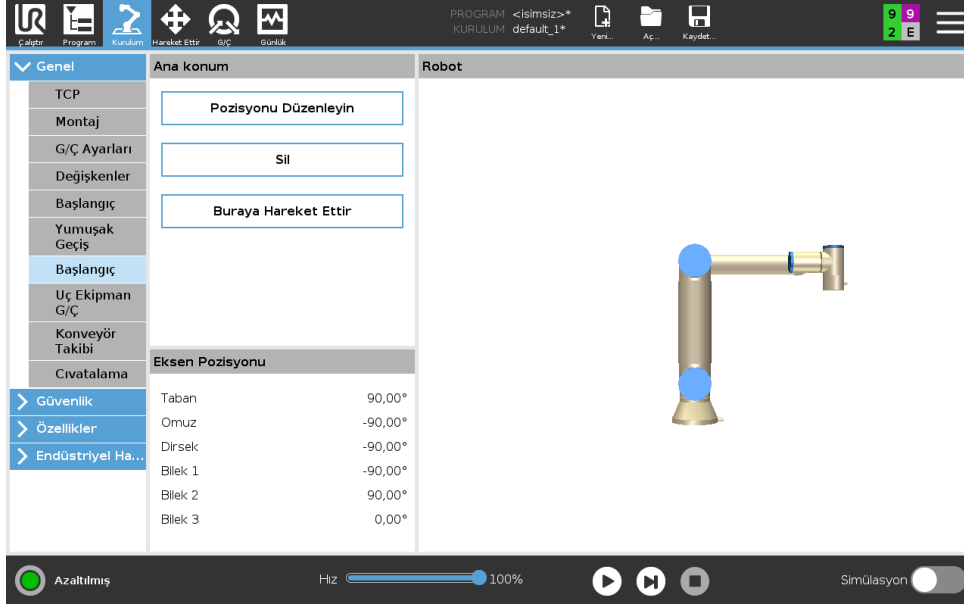 PROGRAM <isimsiz>*
KURULUM default_1*
Çalıştır
Program
Kurulum
Hareket Ettir
G/Ç
Günlük
Yeni...
Aç...
Kaydet...
9 9
2 E
Genel
TCP
Montaj
G/Ç Ayarları
Değişkenler
Başlangıç
Yumuşak
Geçiş
Başlangıç
Uç Ekipman
G/Ç
Konveyör
Takibi
Cıvatalama
Güvenlik
Özellikler
Endüstriyel Ha...
Ana konum
Pozisyonu Düzenleyin
Sil
Buraya Hareket Ettir
Eksen Pozisyonu
Taban 90,00°
Omuz -90,00°
Dirsek -90,00°
Bilek 1 -90,00°
Bilek 2 90,00°
Bilek 3 0,00°
Robot
Azaltılmış
Hız 100%
Simülasyon